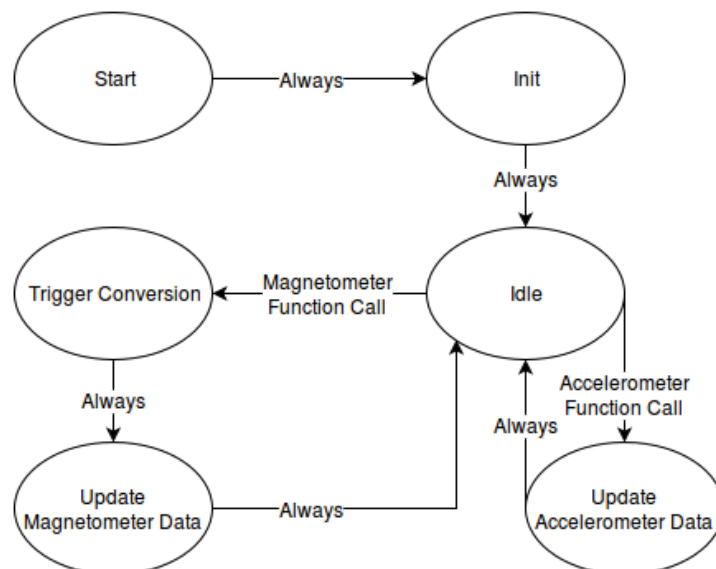 Start
Always
Init
Always
Trigger Conversion
Magnetometer
Function Call
Idle
Always
Accelerometer
Function Call
Always
Update
Magnetometer Data
Always
Update
Accelerometer Data